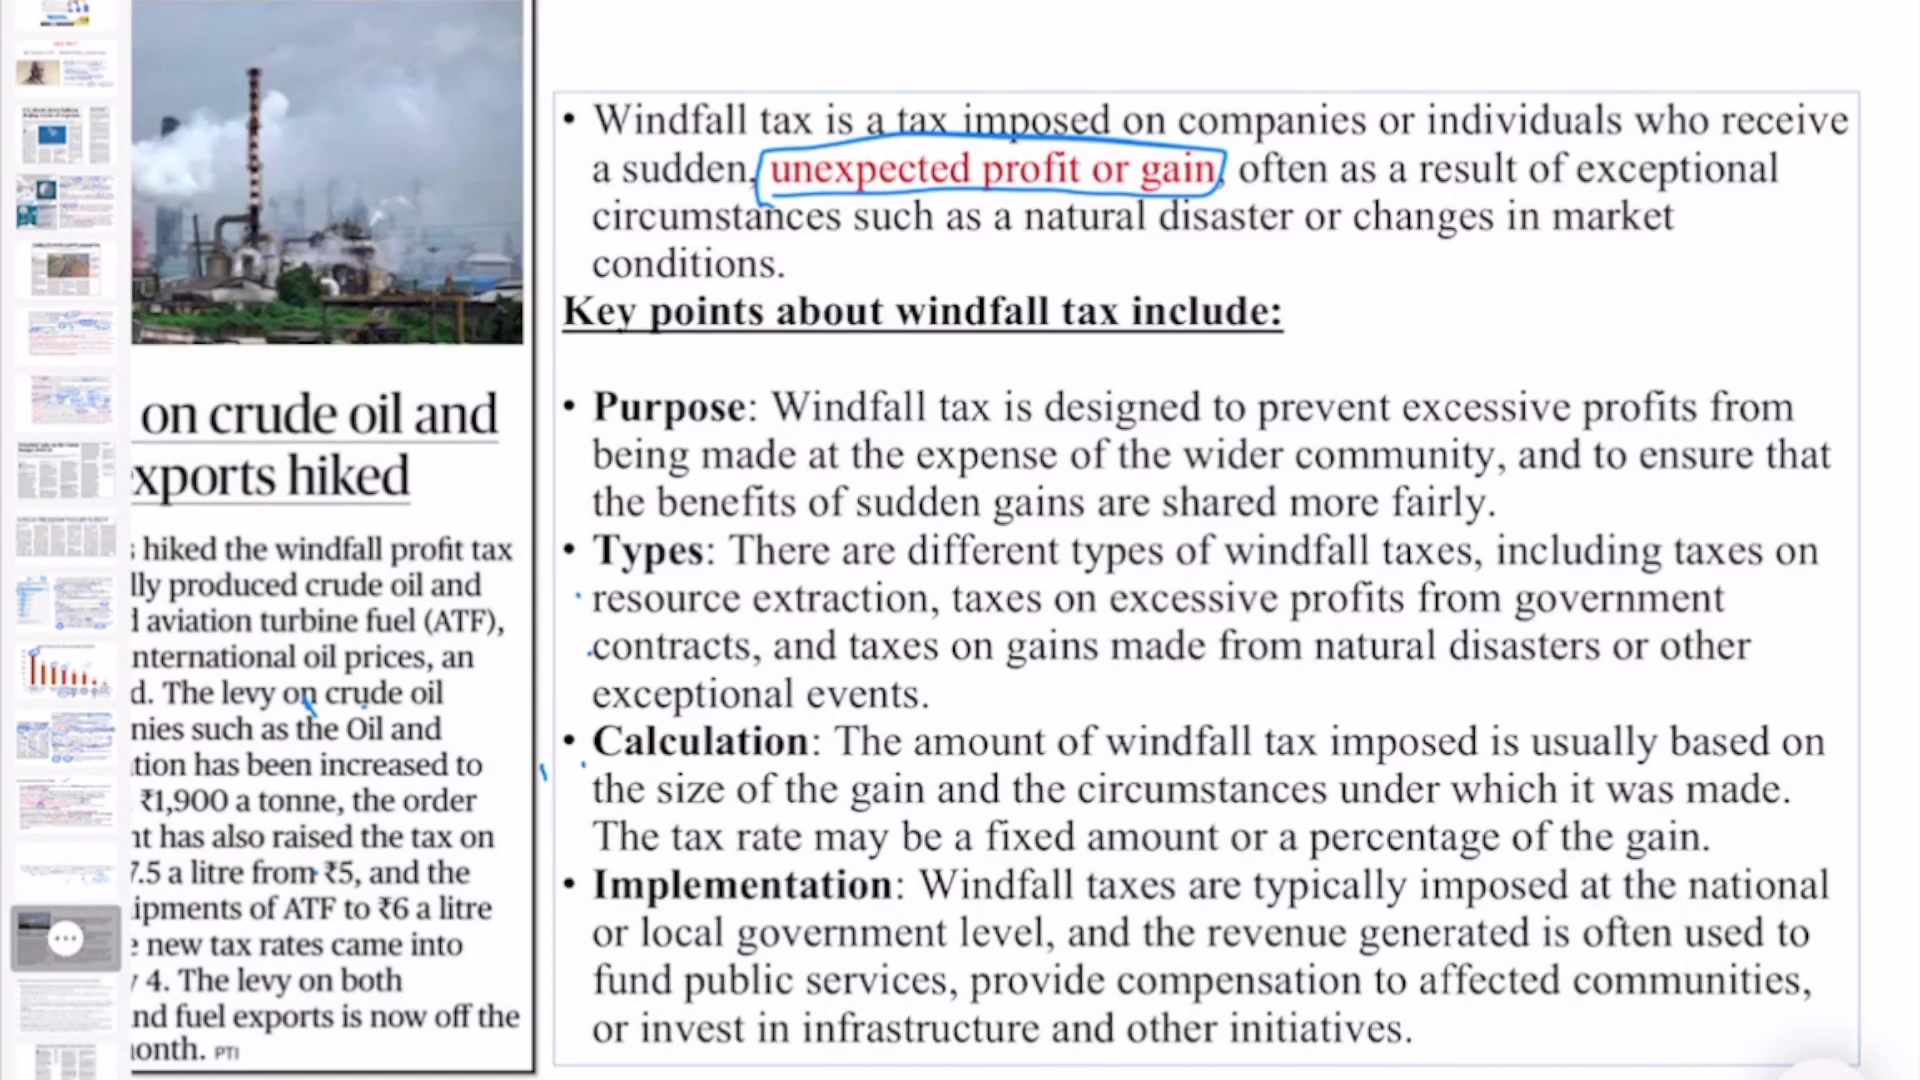 on crude oil and
xports hiked
hiked the windfall profit tax
lly produced crude oil and
aviation turbine fuel (ATF),
nternational oil prices, an
d. The levy on crude oil
nies such as the Oil and
tion has been increased to
₹1,900 a tonne, the order
nt has also raised the tax on
7.5 a litre from ₹5, and the
ipments of ATF to ₹6 a litre
e new tax rates came into
4. The levy on both
nd fuel exports is now off the
onth. PTI
• Windfall tax is a tax imposed on companies or individuals who receive
a sudden, unexpected profit or gain, often as a result of exceptional
circumstances such as a natural disaster or changes in market
conditions.
Key points about windfall tax include:
• Purpose: Windfall tax is designed to prevent excessive profits from
being made at the expense of the wider community, and to ensure that
the benefits of sudden gains are shared more fairly.
• Types: There are different types of windfall taxes, including taxes on
resource extraction, taxes on excessive profits from government
contracts, and taxes on gains made from natural disasters or other
exceptional events.
• Calculation: The amount of windfall tax imposed is usually based on
the size of the gain and the circumstances under which it was made.
The tax rate may be a fixed amount or a percentage of the gain.
• Implementation: Windfall taxes are typically imposed at the national
or local government level, and the revenue generated is often used to
fund public services, provide compensation to affected communities,
or invest in infrastructure and other initiatives.